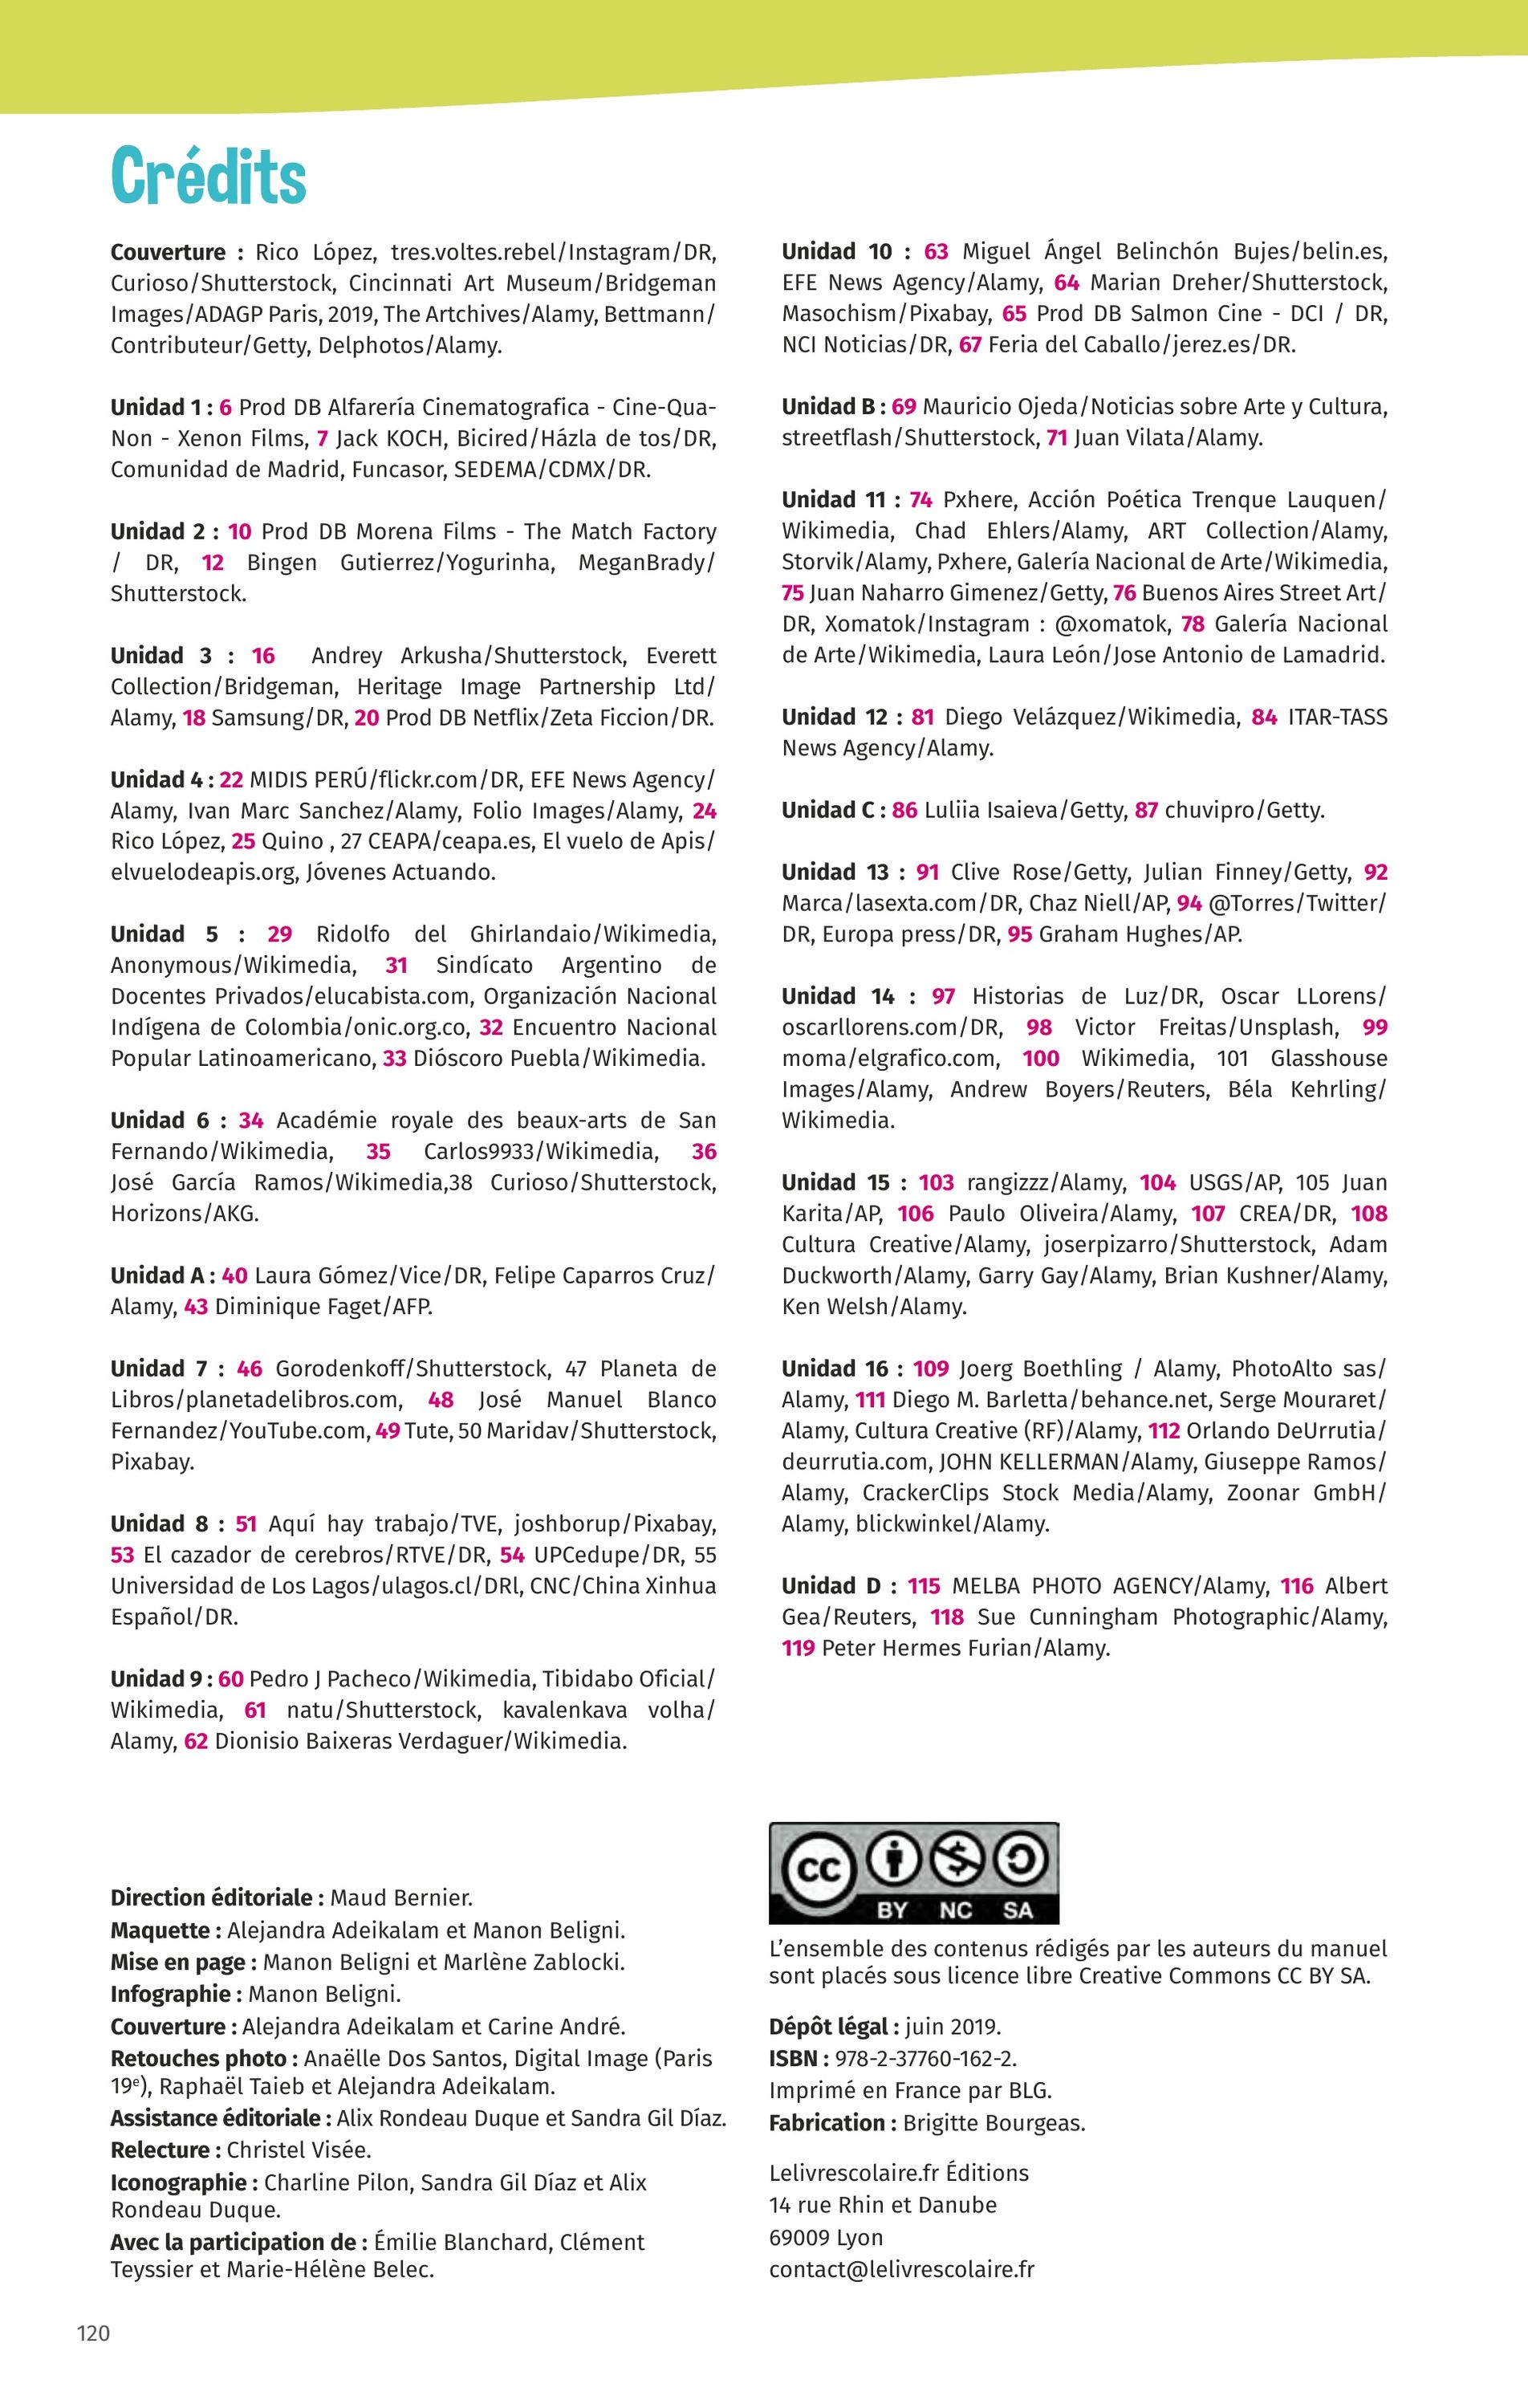 Crédits
Couverture : Rico López, tres.voltes.rebel/Instagram/DR,
Curioso/Shutterstock, Cincinnati Art Museum/Bridgeman
Images/ADAGP Paris, 2019, The Artchives/Alamy, Bettmann/
Contributeur/Getty, Delphotos/Alamy.
Unidad 1 : 6 Prod DB Alfarería Cinematografica - Cine-Qua-
Non - Xenon Films, 7 Jack KOCH, Bicired/Házla de tos/DR,
Comunidad de Madrid, Funcasor, SEDEMA/CDMX/DR.
Unidad 2 : 10 Prod DB Morena Films - The Match Factory
/ DR, 12 Bingen Gutierrez/Yogurinha, MeganBrady/
Shutterstock.
Unidad 3 : 16 Andrey Arkusha/Shutterstock, Everett
Collection/Bridgeman, Heritage Image Partnership Ltd/
Alamy, 18 Samsung/DR, 20 Prod DB Netflix/Zeta Ficcion/DR.
Unidad 4 : 22 MIDIS PERÚ/flickr.com/DR, EFE News Agency/
Alamy, Ivan Marc Sanchez/Alamy, Folio Images/Alamy, 24
Rico López, 25 Quino , 27 CEAPA/ceapa.es, El vuelo de Apis/
elvuelodeapis.org, Jóvenes Actuando.
Unidad 5 : 29 Ridolfo del Ghirlandaio/Wikimedia,
Anonymous/Wikimedia, 31 Sindícato Argentino de
Docentes Privados/elucabista.com, Organización Nacional
Indígena de Colombia/onic.org.co, 32 Encuentro Nacional
Popular Latinoamericano, 33 Dióscoro Puebla/Wikimedia.
Unidad 6 : 34 Académie royale des beaux-arts de San
Fernando/Wikimedia, 35 Carlos9933/Wikimedia, 36
José García Ramos/Wikimedia,38 Curioso/Shutterstock,
Horizons/AKG.
Unidad A : 40 Laura Gómez/Vice/DR, Felipe Caparros Cruz/
Alamy, 43 Diminique Faget/AFP.
Unidad 7 : 46 Gorodenkoff/Shutterstock, 47 Planeta de
Libros/planetadelibros.com, 48 José Manuel Blanco
Fernandez/YouTube.com, 49 Tute, 50 Maridav/Shutterstock,
Pixabay.
Unidad 8 : 51 Aquí hay trabajo/TVE, joshborup/Pixabay,
53 El cazador de cerebros/RTVE/DR, 54 UPCedupe/DR, 55
Universidad de Los Lagos/ulagos.cl/DRl, CNC/China Xinhua
Español/DR.
Unidad 9 : 60 Pedro J Pacheco/Wikimedia, Tibidabo Oficial/
Wikimedia, 61 natu/Shutterstock, kavalenkava volha/
Alamy, 62 Dionisio Baixeras Verdaguer/Wikimedia.
Unidad 10 : 63 Miguel Ángel Belinchón Bujes/belin.es,
EFE News Agency/Alamy, 64 Marian Dreher/Shutterstock,
Masochism/Pixabay, 65 Prod DB Salmon Cine - DCI / DR,
NCI Noticias/DR, 67 Feria del Caballo/jerez.es/DR.
Unidad B : 69 Mauricio Ojeda/Noticias sobre Arte y Cultura,
streetflash/Shutterstock, 71 Juan Vilata/Alamy.
Unidad 11 : 74 Pxhere, Acción Poética Trenque Lauquen/
Wikimedia, Chad Ehlers/Alamy, ART Collection/Alamy,
Storvik/Alamy, Pxhere, Galería Nacional de Arte/Wikimedia,
75 Juan Naharro Gimenez/Getty, 76 Buenos Aires Street Art/
DR, Xomatok/Instagram : @xomatok, 78 Galería Nacional
de Arte/Wikimedia, Laura León/Jose Antonio de Lamadrid.
Unidad 12 : 81 Diego Velázquez/Wikimedia, 84 ITAR-TASS
News Agency/Alamy.
Unidad C : 86 Luliia Isaieva/Getty, 87 chuvipro/Getty.
Unidad 13 : 91 Clive Rose/Getty, Julian Finney/Getty, 92
Marca/lasexta.com/DR, Chaz Niell/AP, 94 @Torres/Twitter/
DR, Europa press/DR, 95 Graham Hughes/AP.
Unidad 14 : 97 Historias de Luz/DR, Oscar LLorens/
oscarllorens.com/DR, 98 Victor Freitas/Unsplash, 99
moma/elgrafico.com, 100 Wikimedia, 101 Glasshouse
Images/Alamy, Andrew Boyers/Reuters, Béla Kehrling/
Wikimedia.
Unidad 15 : 103 rangizzz/Alamy, 104 USGS/AP, 105 Juan
Karita/AP, 106 Paulo Oliveira/Alamy, 107 CREA/DR, 108
Cultura Creative/Alamy, joserpizarro/Shutterstock, Adam
Duckworth/Alamy, Garry Gay/Alamy, Brian Kushner/Alamy,
Ken Welsh/Alamy.
Unidad 16 : 109 Joerg Boethling / Alamy, PhotoAlto sas/
Alamy, 111 Diego M. Barletta/behance.net, Serge Mouraret/
Alamy, Cultura Creative (RF)/Alamy, 112 Orlando DeUrrutia/
deurrutia.com, JOHN KELLERMAN/Alamy, Giuseppe Ramos/
Alamy, CrackerClips Stock Media/Alamy, Zoonar GmbH/
Alamy, blickwinkel/Alamy.
Unidad D : 115 MELBA PHOTO AGENCY/Alamy, 116 Albert
Gea/Reuters, 118 Sue Cunningham Photographic/Alamy,
119 Peter Hermes Furian/Alamy.
Direction éditoriale : Maud Bernier.
Maquette : Alejandra Adeikalam et Manon Beligni.
Mise en page : Manon Beligni et Marlène Zablocki.
Infographie : Manon Beligni.
Couverture : Alejandra Adeikalam et Carine André.
Retouches photo : Anaëlle Dos Santos, Digital Image (Paris
19e), Raphaël Taieb et Alejandra Adeikalam.
Assistance éditoriale : Alix Rondeau Duque et Sandra Gil Díaz.
Relecture : Christel Visée.
Iconographie : Charline Pilon, Sandra Gil Díaz et Alix
Rondeau Duque.
Avec la participation de : Émilie Blanchard, Clément
Teyssier et Marie-Hélène Belec.
cc
BY NC SA
L’ensemble des contenus rédigés par les auteurs du manuel
sont placés sous licence libre Creative Commons CC BY SA.
Dépôt légal : juin 2019.
ISBN : 978-2-37760-162-2.
Imprimé en France par BLG.
Fabrication : Brigitte Bourgeas.
Lelivrescolaire.fr Éditions
14 rue Rhin et Danube
69009 Lyon
contact@lelivrescolaire.fr
120